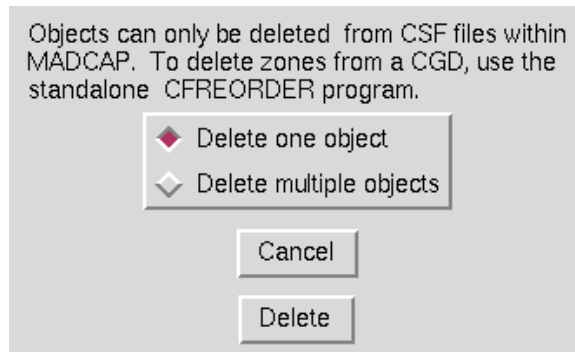 Objects can only be deleted from CSF files within
MADCAP. To delete zones from a CGD, use the
standalone CFREORDER program.
Delete one object
Delete multiple objects
Cancel
Delete